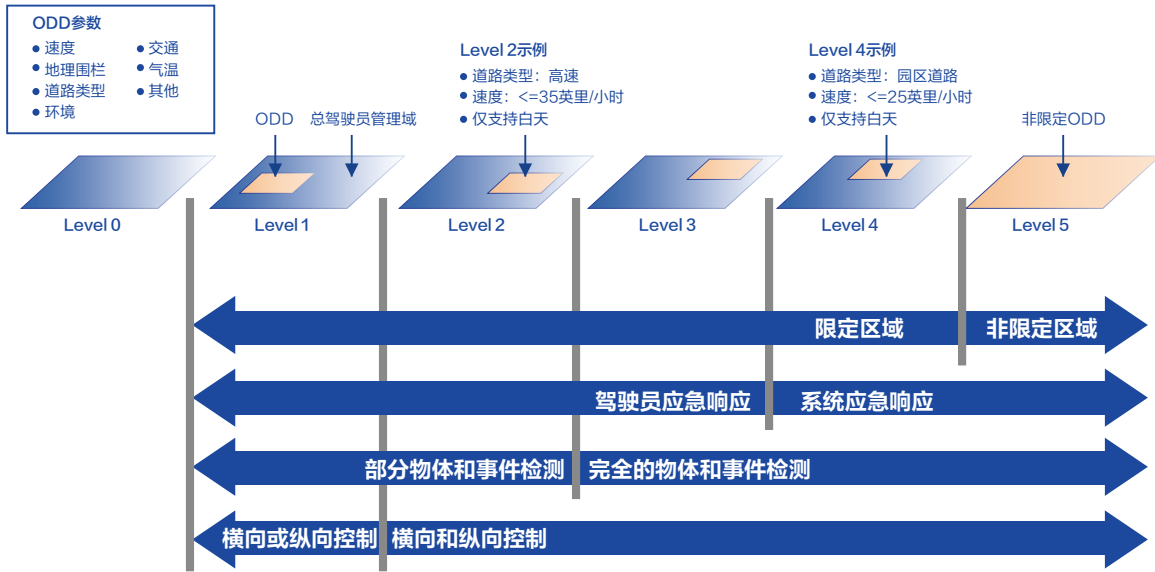 ODD参数
● 速度
● 地理围栏
● 道路类型
● 环境
● 交通
● 气温
● 其他
ODD
总驾驶员管理域
Level 2示例
● 道路类型：高速
● 速度：<=35英里/小时
● 仅支持白天
Level 4示例
● 道路类型：园区道路
● 速度：<=25英里/小时
● 仅支持白天
非限定ODD
Level 0
Level 1
Level 2
Level 3
Level 4
Level 5
限定区域
非限定区域
驾驶员应急响应
系统应急响应
部分物体和事件检测
完全的物体和事件检测
横向或纵向控制
横向和纵向控制